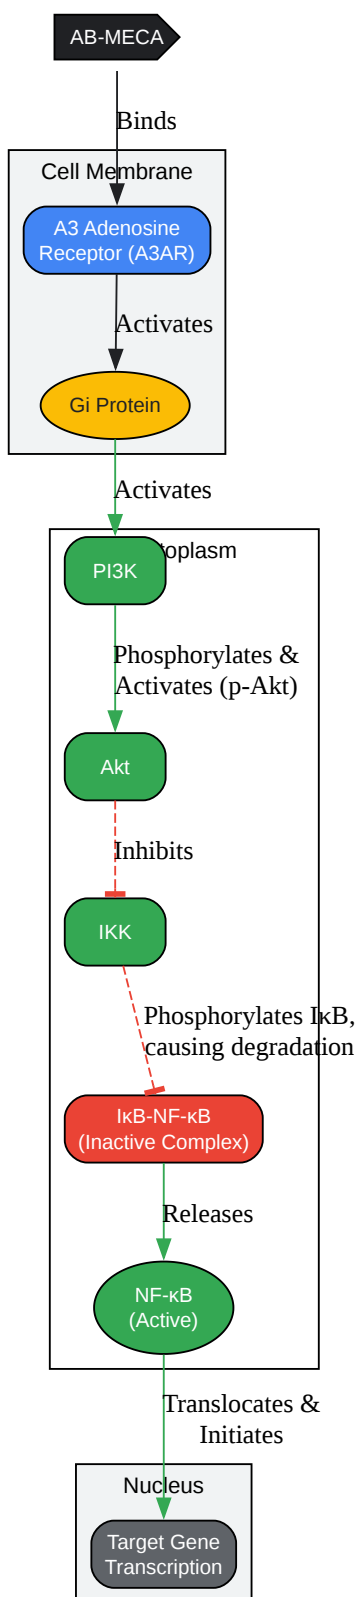 AB-MECA
Binds
Cell Membrane
A3 Adenosine
Receptor (A3AR)
Activates
Gi Protein
Activates
toplasm
PI3K
Phosphorylates &
Activates (p-Akt)
Akt
Inhibits
IKK
Phosphorylates IκB,
causing degradation
IκB-NF-κB
(Inactive Complex)
Releases
NF-κB
(Active)
Translocates &
Initiates
Nucleus
Target Gene
Transcription